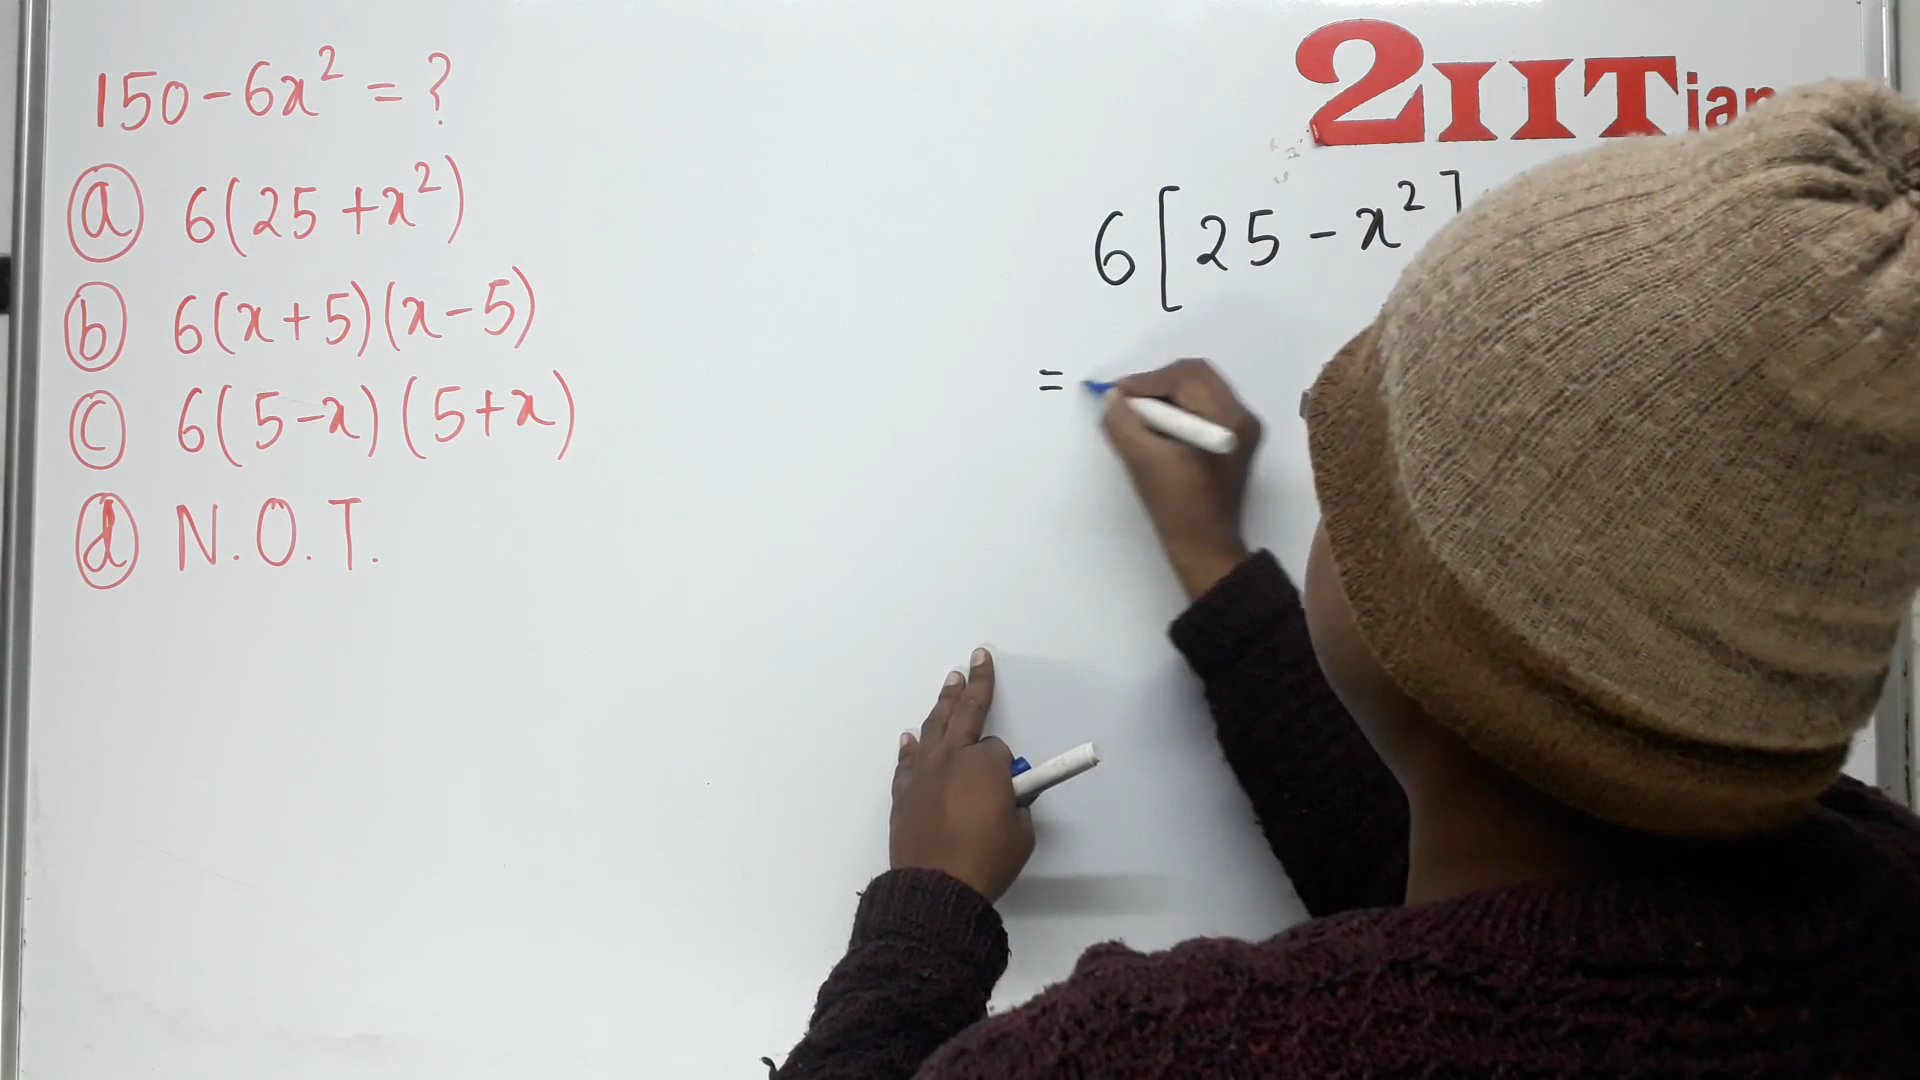 150-6x² = ?
ⓐ 6(25+x²)
ⓑ 6(x+5)(x-5)
ⓒ 6(5-x)(5+x)
ⓓ N.O.T.
2IITian
6[25-x²]
=